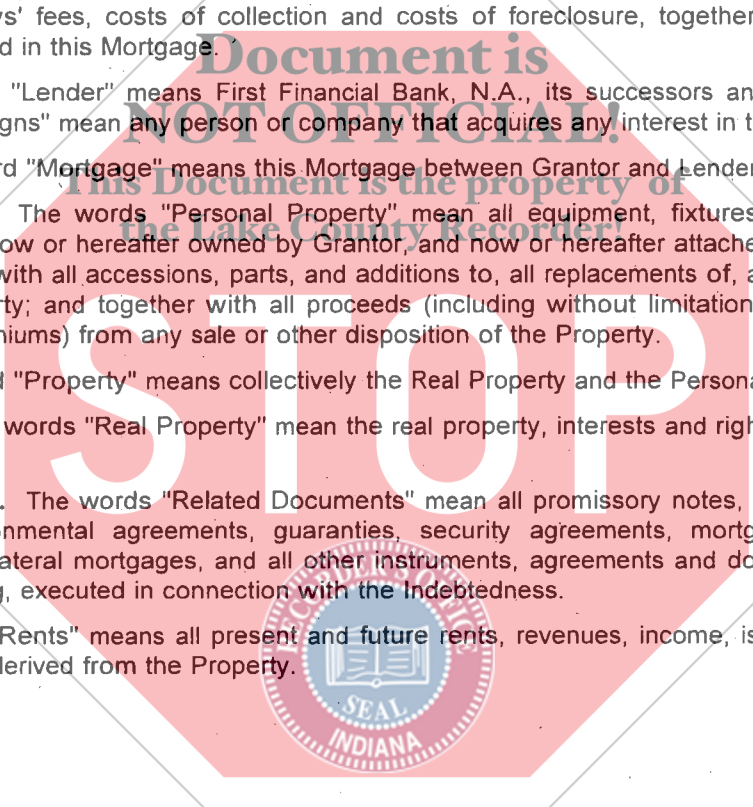 ys' fees, costs of collection and costs of foreclosure, together
d in this Mortgage.
Document is
"Lender" means First Financial Bank, N.A., its successors an
NOT OFFICIAL!
igns" mean any person or company that acquires any interest in t
rd "Mortgage" means this Mortgage between Grantor and Lender
This Document is the property of
The words "Personal Property" mean all equipment, fixtures
the Lake County Recorder!
ow or hereafter owned by Grantor, and now or hereafter attache
with all accessions, parts, and additions to, all replacements of, a
rty; and together with all proceeds (including without limitation
niums) from any sale or other disposition of the Property.
STOP
d "Property" means collectively the Real Property and the Persona
words "Real Property" mean the real property, interests and righ
. The words "Related Documents" mean all promissory notes,
onmental agreements, guaranties, security agreements, mortg
ateral mortgages, and all other instruments, agreements and do
g, executed in connection with the Indebtedness.
RECORDER'S OFFICE
Rents" means all present and future rents, revenues, income, is
derived from the Property.
SEAL
INDIANA